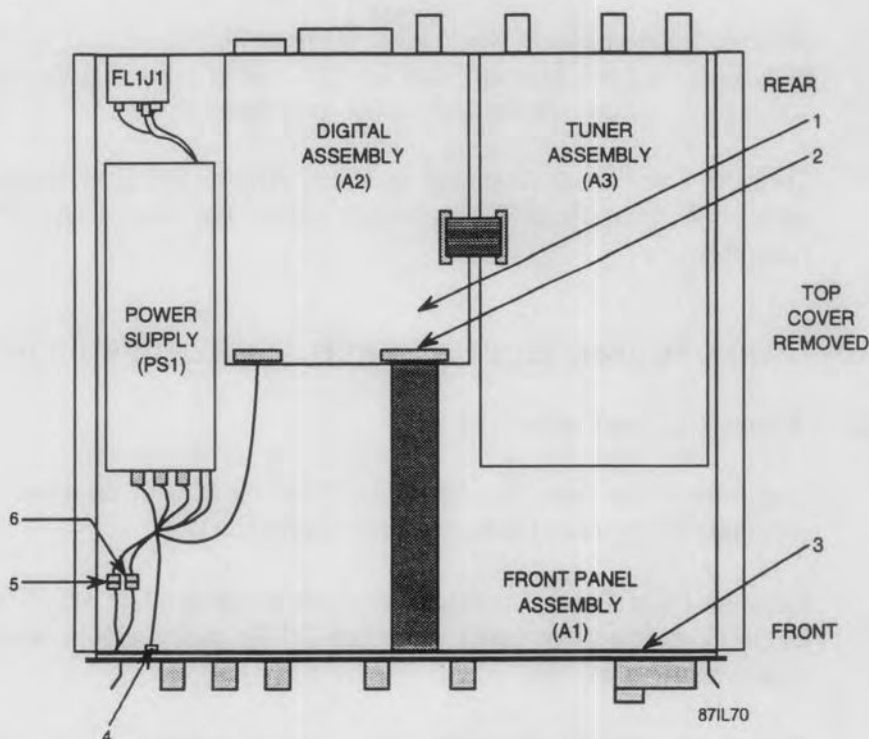 FL1J1
REAR
DIGITAL
ASSEMBLY
(A2)
TUNER
ASSEMBLY
(A3)
1
2
POWER
SUPPLY
(PS1)
TOP
COVER
REMOVED
6
5
3
FRONT PANEL
ASSEMBLY
(A1)
FRONT
4
87IL70